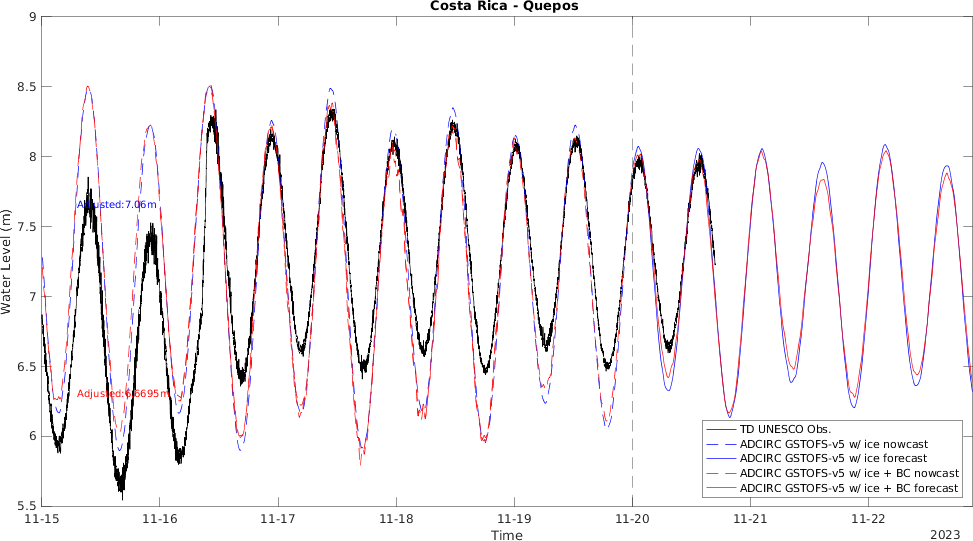 Costa Rica - Quepos
9
8.5
8
7.5
7
6.5
6
5.5
Water Level (m)
Adjusted:7.06m
Adjusted:6.6695m
TD UNESCO Obs.
ADCIRC GSTOFS-v5 w/ ice nowcast
ADCIRC GSTOFS-v5 w/ ice forecast
ADCIRC GSTOFS-v5 w/ ice + BC nowcast
ADCIRC GSTOFS-v5 w/ ice + BC forecast
11-15 11-16 11-17 11-18 11-19 11-20 11-21 11-22
Time
2023